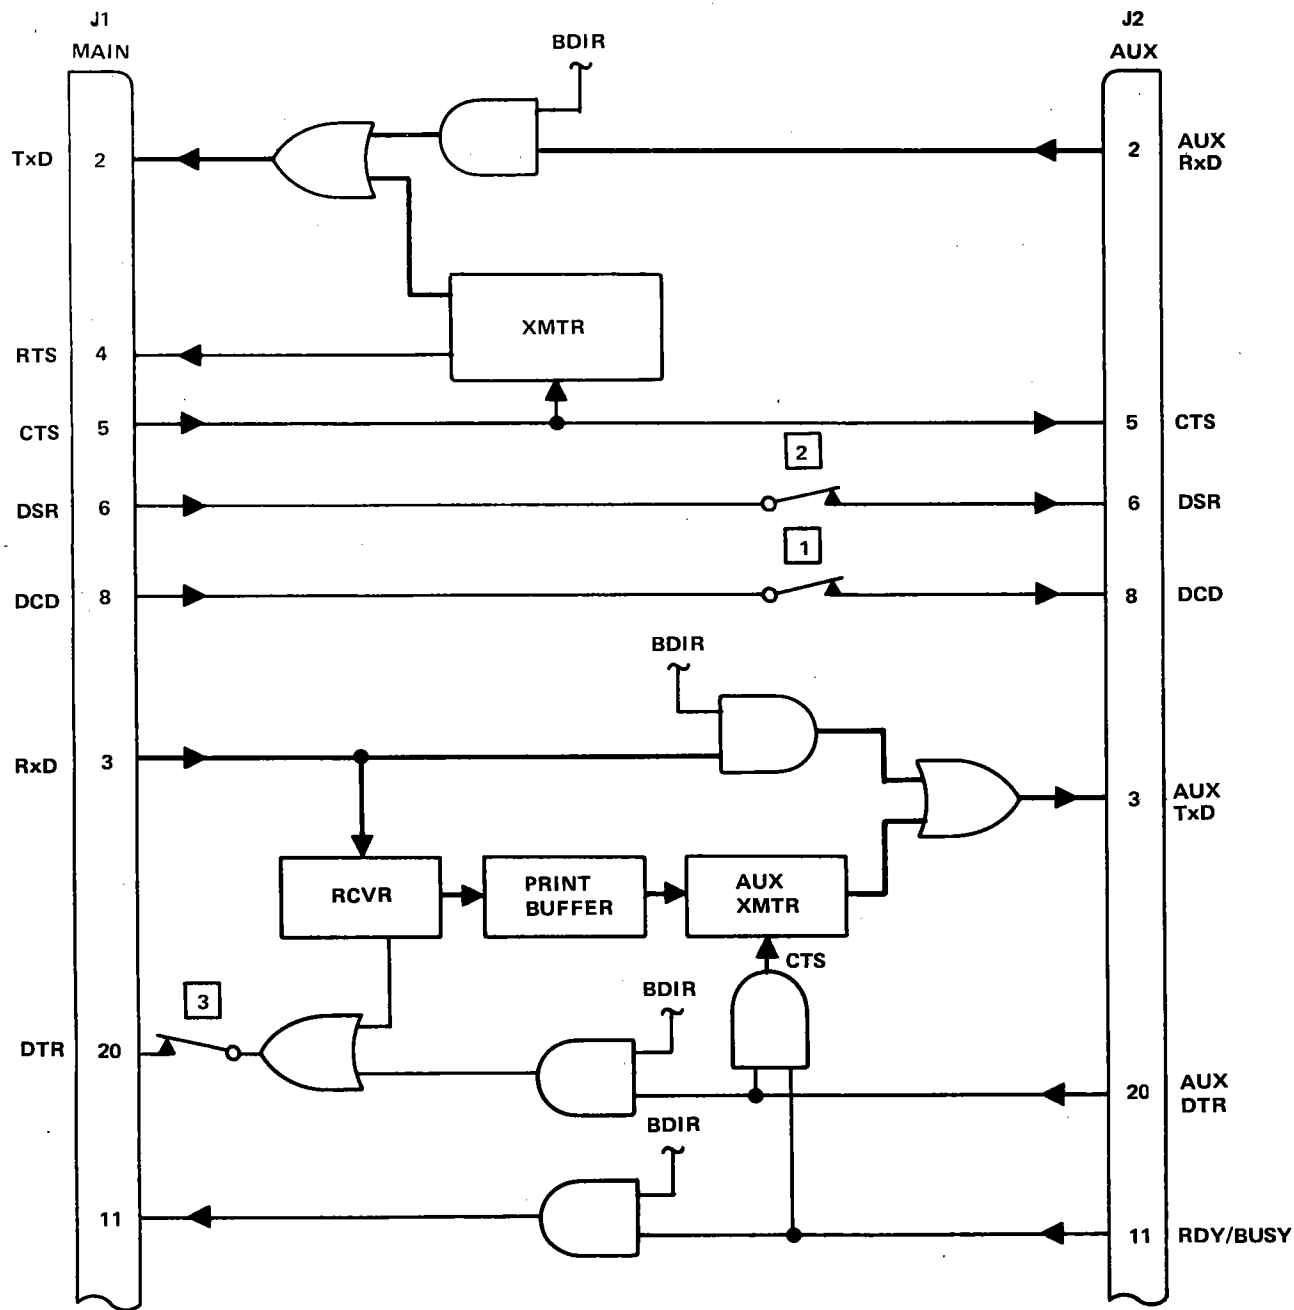 J1
MAIN
J2
AUX
BDIR
TxD
2
2
AUX
RxD
XMTR
RTS
4
CTS
5
5
CTS
2
DSR
6
6
DSR
1
DCD
8
8
DCD
BDIR
RxD
3
3
AUX
TxD
RCVR
PRINT
BUFFER
AUX
XMTR
CTS
3
BDIR
DTR
20
20
AUX
DTR
BDIR
11
11
RDY/BUSY